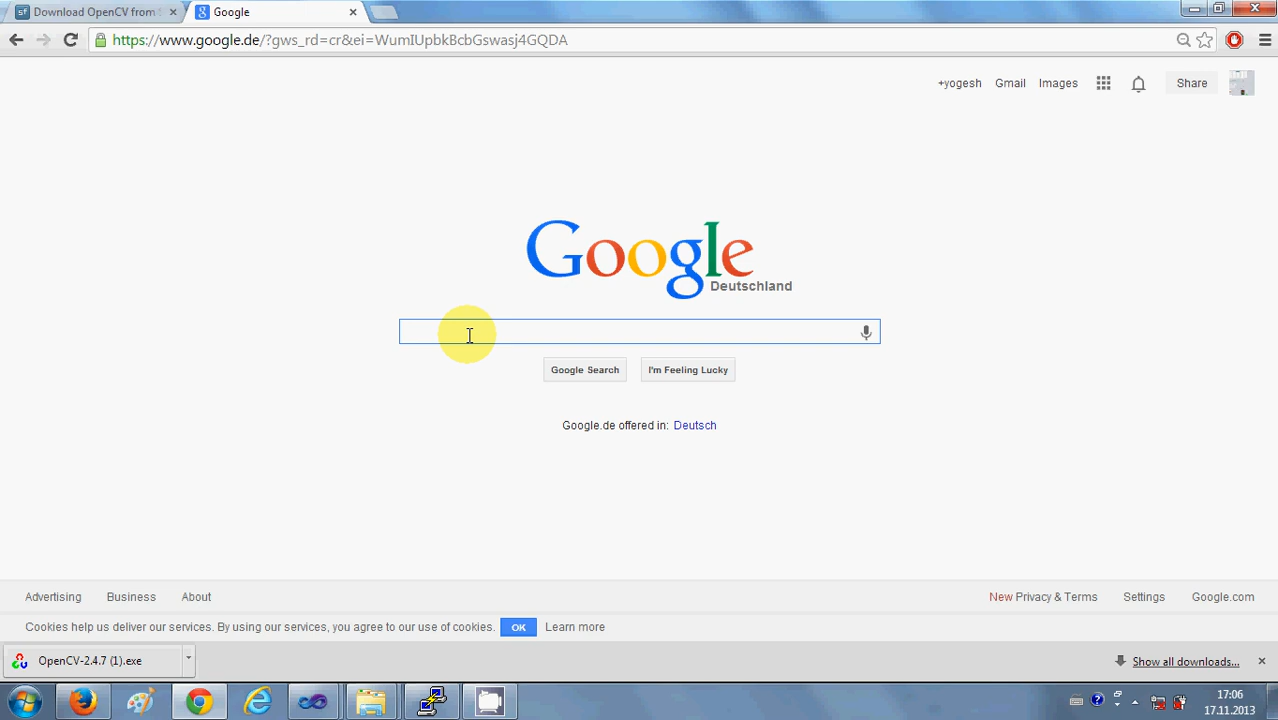 sf Download OpenCV from
Google
https://www.google.de/?gws_rd=cr&ei=WumIUpbkBcbGswasj4GQDA
+yogesh Gmail Images Share
Google
Deutschland
Google Search I'm Feeling Lucky
Google.de offered in: Deutsch
Advertising Business About New Privacy & Terms Settings Google.com
Cookies help us deliver our services. By using our services, you agree to our use of cookies. OK Learn more
OpenCV-2.4.7 (1).exe Show all downloads...
17:06
17.11.2013